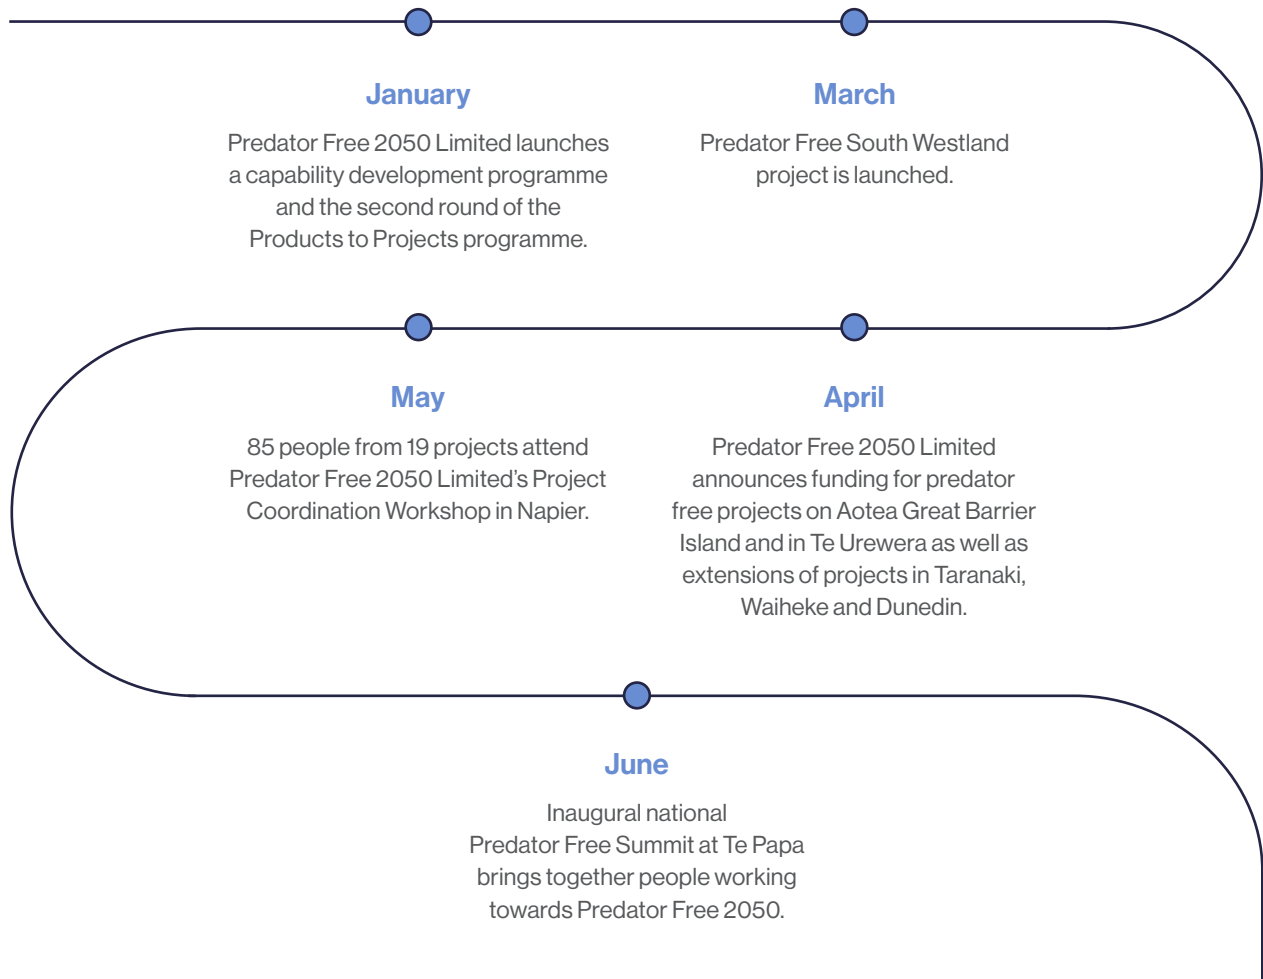 January
Predator Free 2050 Limited launches
a capability development programme
and the second round of the
Products to Projects programme.
March
Predator Free South Westland
project is launched.
April
Predator Free 2050 Limited
announces funding for predator
free projects on Aotea Great Barrier
Island and in Te Urewera as well as
extensions of projects in Taranaki,
Waiheke and Dunedin.
May
85 people from 19 projects attend
Predator Free 2050 Limited’s Project
Coordination Workshop in Napier.
June
Inaugural national
Predator Free Summit at Te Papa
brings together people working
towards Predator Free 2050.